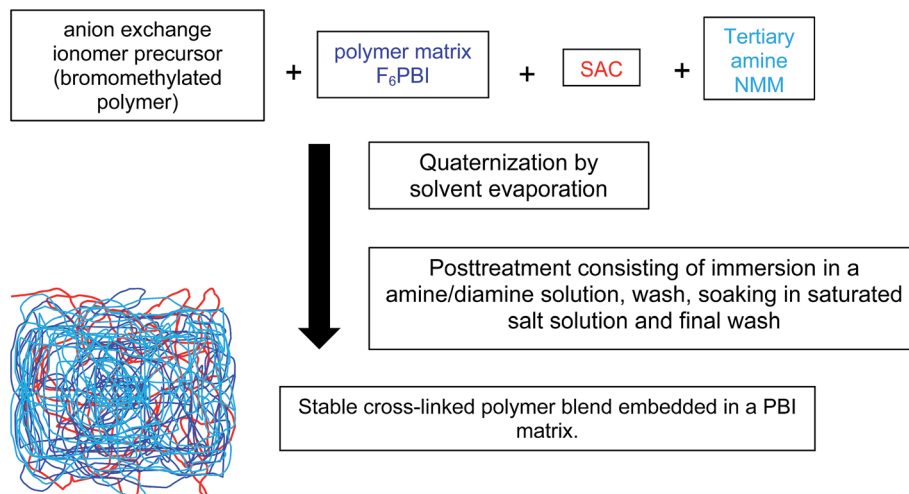 anion exchange
ionomer precursor
(bromomethylated
polymer)
+
polymer matrix
F₆PBI
+
SAC
+
Tertiary
amine
NMM
Quaternization by
solvent evaporation
Posttreatment consisting of immersion in a
amine/diamine solution, wash, soaking in saturated
salt solution and final wash
Stable cross-linked polymer blend embedded in a PBI
matrix.